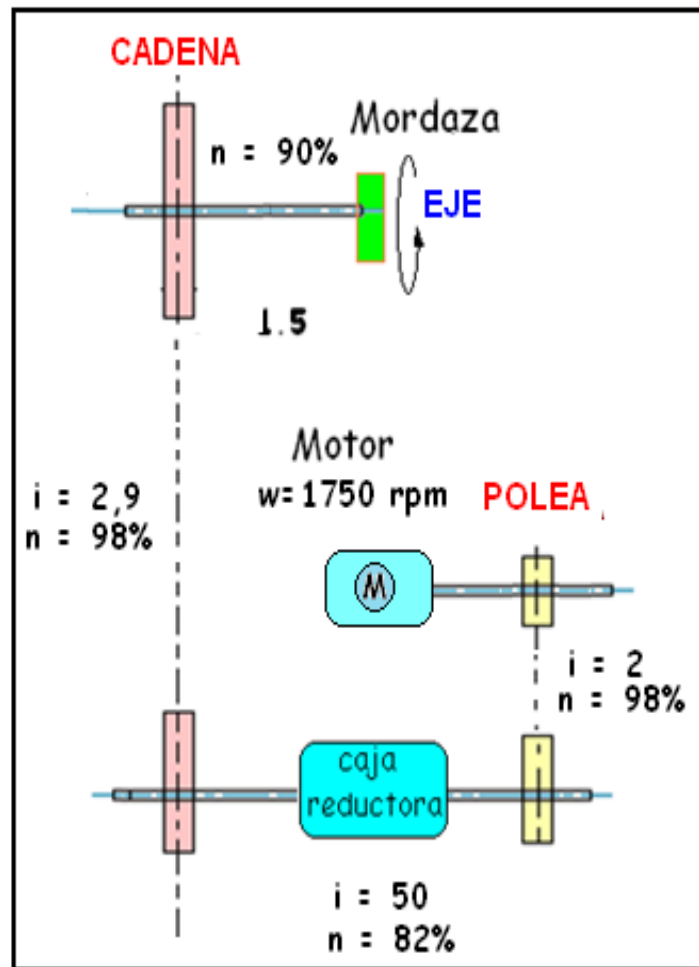 CADENA
n = 90%
Mordaza
EJE
1.5
i = 2,9
n = 98%
Motor
w= 1750 rpm
POLEA
M
i = 2
n = 98%
caja
reductora
i = 50
n = 82%